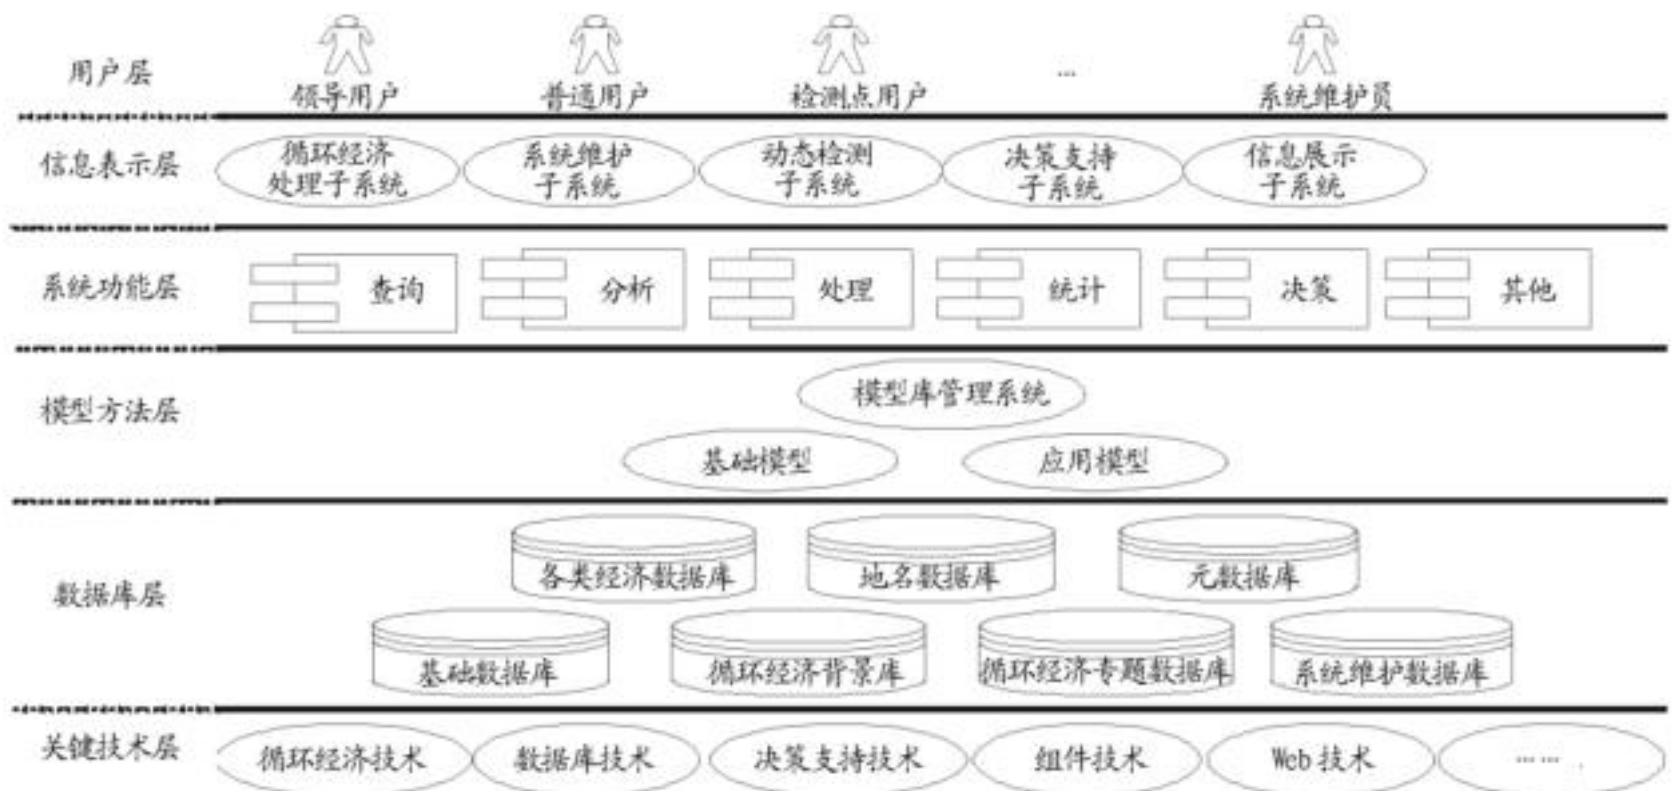 用户层
领导用户
普通用户
检测点用户
...
系统维护员
信息表示层
循环经济
处理子系统
系统维护
子系统
动态检测
子系统
决策支持
子系统
信息展示
子系统
系统功能层
查询
分析
处理
统计
决策
其他
模型方法层
模型库管理系统
基础模型
应用模型
数据库层
各类经济数据库
地名数据库
元数据库
基础数据库
循环经济背景库
循环经济专题数据库
系统维护数据库
关键技术层
循环经济技术
数据库技术
决策支持技术
组件技术
Web 技术
……